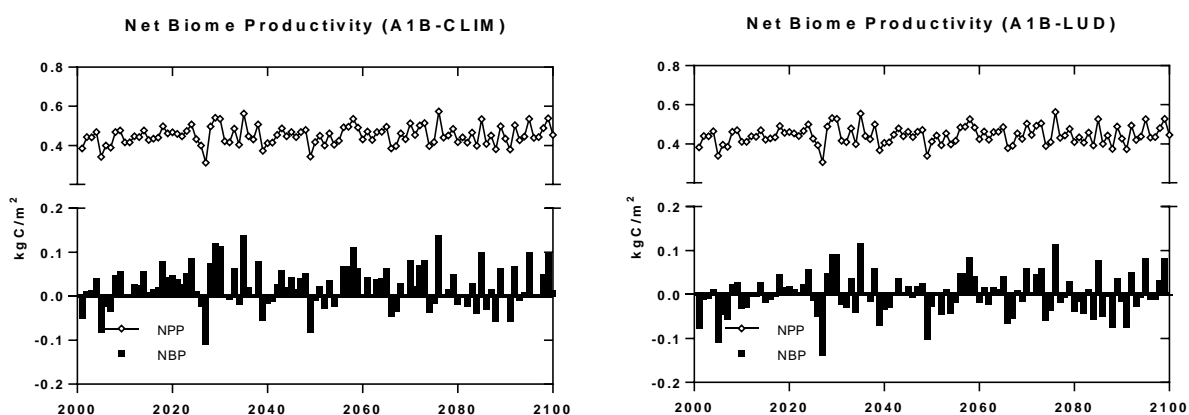 Net Biome Productivity (A1B-CLIM)
0.8
0.6
0.4
0.2
0.1
0.0
-0.1
-0.2
kgC/m2
NPP
NBP
2000 2020 2040 2060 2080 2100
Net Biome Productivity (A1B-LUD)
0.8
0.6
0.4
0.2
0.1
0.0
-0.1
-0.2
kgC/m2
NPP
NBP
2000 2020 2040 2060 2080 2100